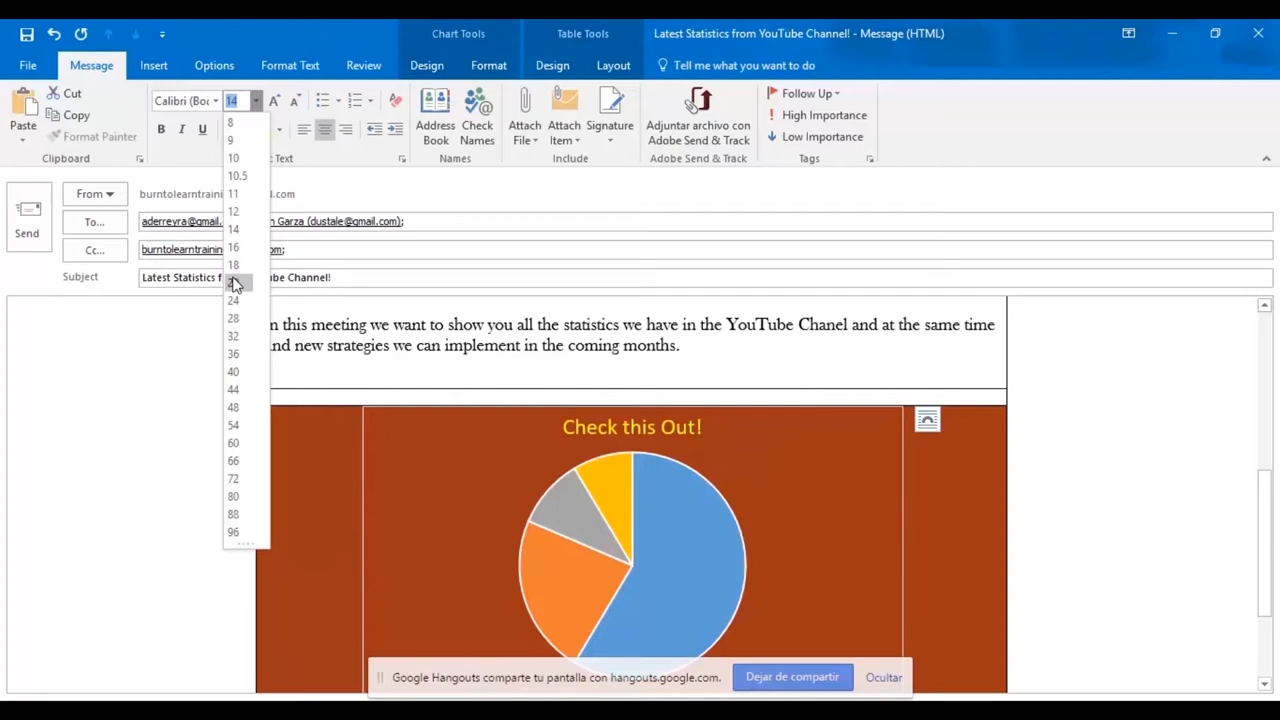 Chart Tools
Table Tools
Latest Statistics from YouTube Channel! - Message (HTML)
File
Message
Insert
Options
Format Text
Review
Design
Format
Design
Layout
Tell me what you want to do
Paste
Cut
Copy
Format Painter
Clipboard
Calibri (Boc
14
B I U
Text
Address Book
Check Names
Names
Attach File
Attach Item
Signature
Include
Adjuntar archivo con Adobe Send & Track
Adobe Send & Track
Follow Up
High Importance
Low Importance
Tags
8
9
10
10.5
11
12
14
16
18
24
28
32
36
40
44
48
54
60
66
72
80
88
96
Send
From
burntolearntraini
l.com
To...
aderreyra@gmail.
n Garza (dustale@gmail.com);
Cc...
burntolearntraining
om;
Subject
Latest Statistics f
be Channel!
n this meeting we want to show you all the statistics we have in the YouTube Chanel and at the same time
nd new strategies we can implement in the coming months.
Check this Out!
Google Hangouts comparte tu pantalla con hangouts.google.com.
Dejar de compartir
Ocultar